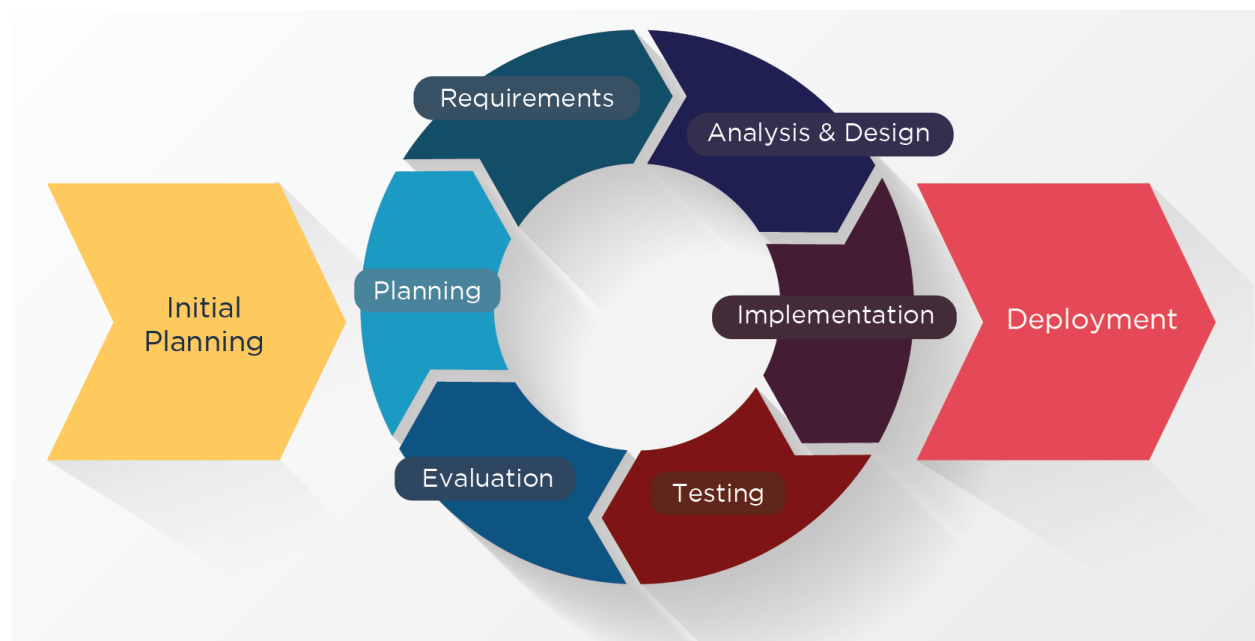 Initial
Planning
Requirements
Analysis & Design
Planning
Implementation
Evaluation
Testing
Deployment